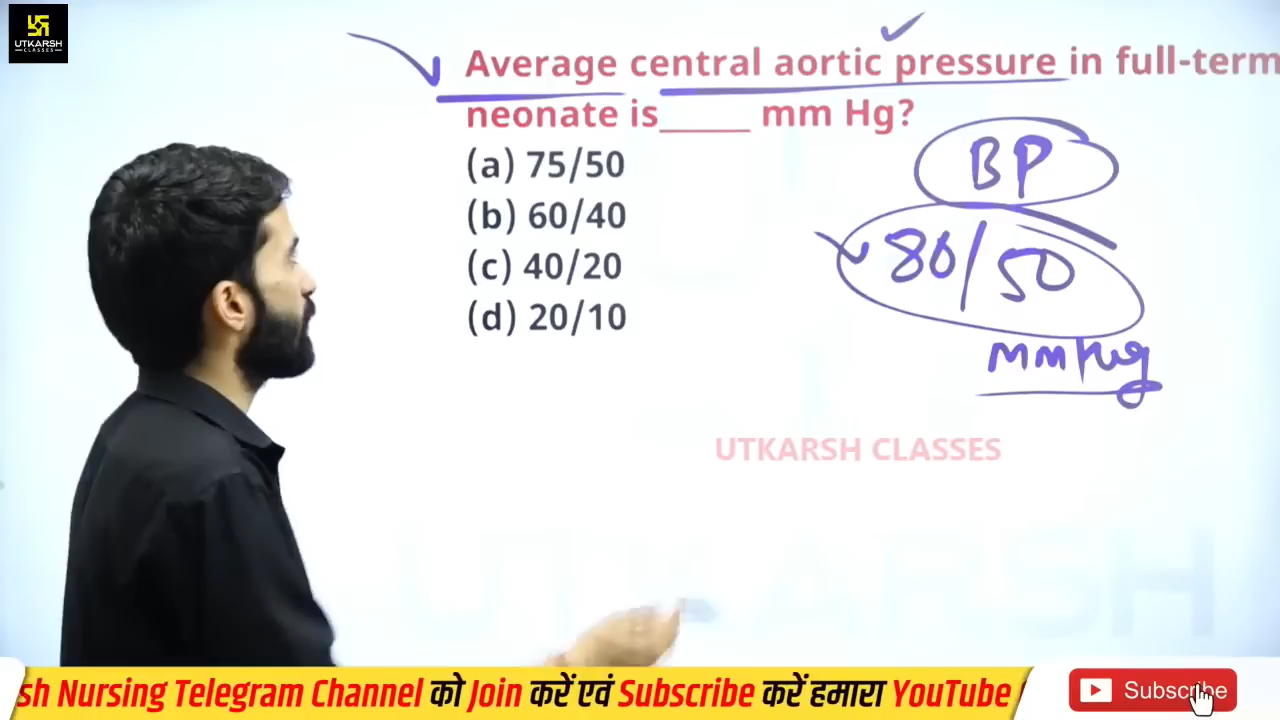 UTKARSH
CLASSES
Average central aortic pressure in full-term
neonate is_____ mm Hg?
(a) 75/50
(b) 60/40
(c) 40/20
(d) 20/10
BP
80/50
mmHg
UTKARSH CLASSES
UTKARSH
sh Nursing Telegram Channel को Join करें एवं Subscribe करें हमारा YouTube
Subscribe